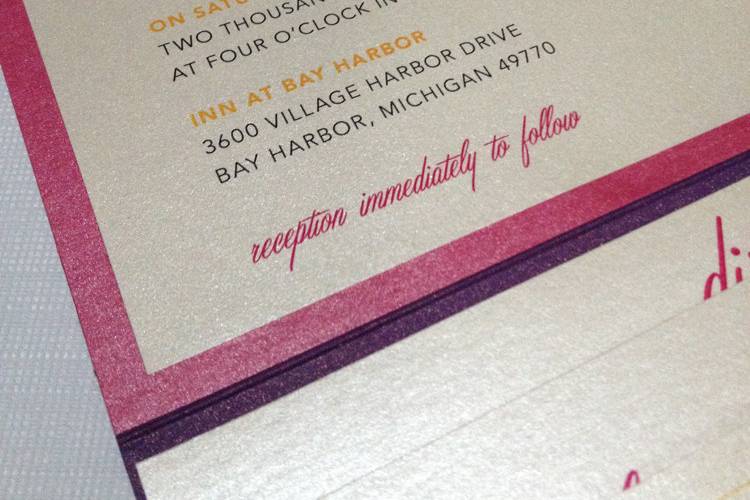 ON
TWO THOUSAN
AT FOUR O'CLOCK IN
INN AT BAY HARBOR
3600 VILLAGE HARBOR DRIVE
BAY HARBOR, MICHIGAN 49770
reception immediately to follow